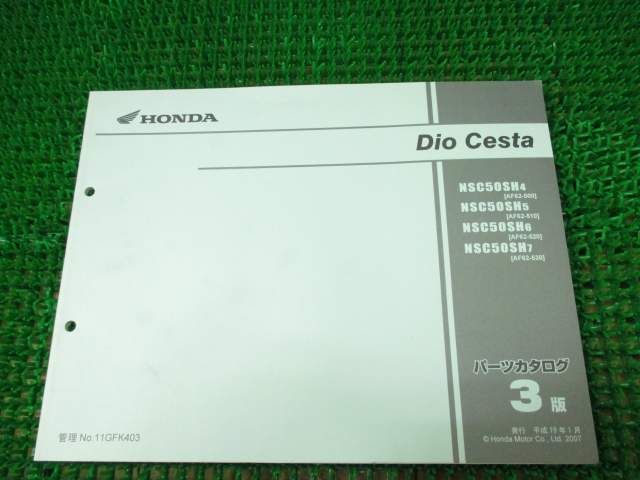 HONDA
Dio Cesta
NSC50SH4
[AF62-500]
NSC50SH5
[AF62-510]
NSC50SH6
[AF62-520]
NSC50SH7
[AF62-530]
パーツカタログ
3版
管理 No.11GFK403
発行 平成19年1月
© Honda Motor Co., Ltd. 2007